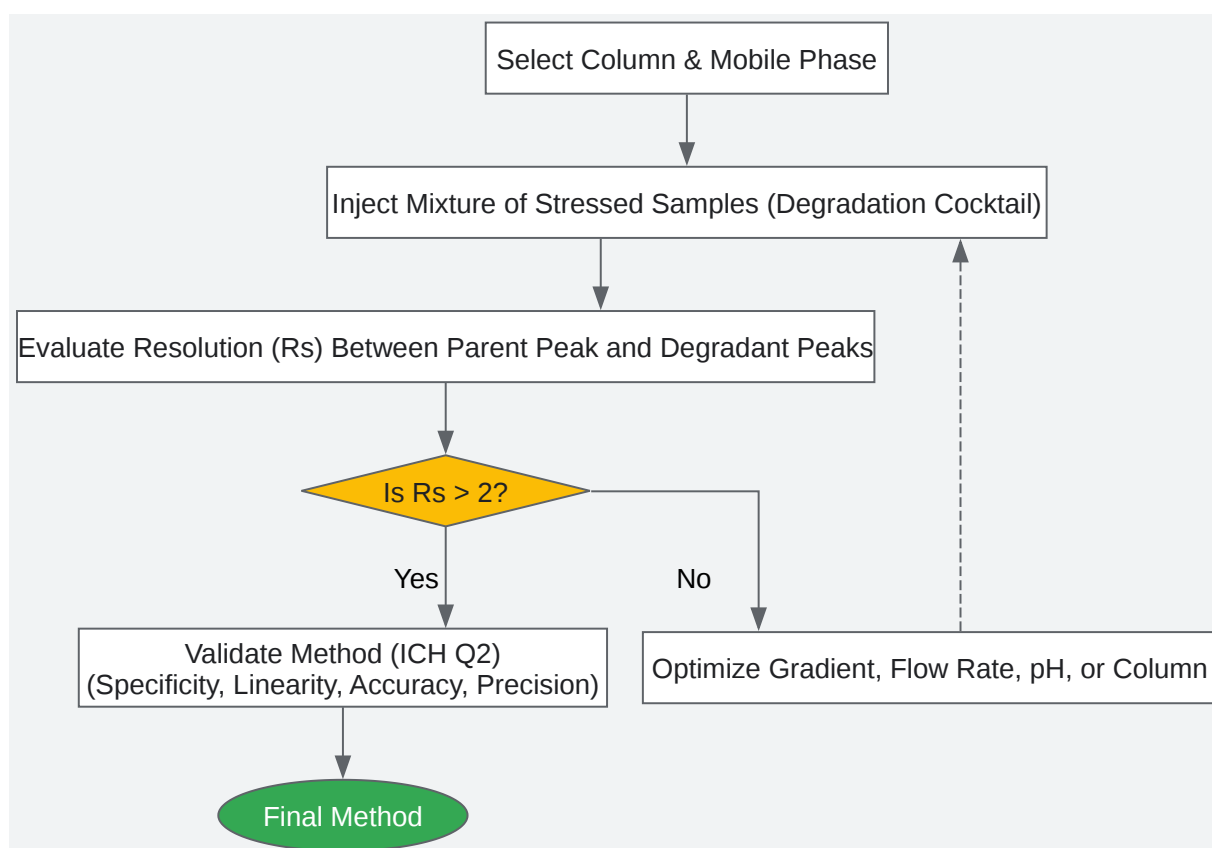 Select Column & Mobile Phase
Inject Mixture of Stressed Samples (Degradation Cocktail)
Evaluate Resolution (Rs) Between Parent Peak and Degradant Peaks
Is Rs > 2?
Yes
No
Validate Method (ICH Q2)
(Specificity, Linearity, Accuracy, Precision)
Optimize Gradient, Flow Rate, pH, or Column
Final Method